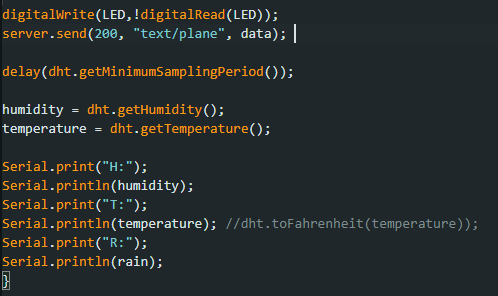 digitalWrite(LED,!digitalRead(LED));
server.send(200, "text/plane", data);
delay(dht.getMinimumSamplingPeriod());
humidity = dht.getHumidity();
temperature = dht.getTemperature();
Serial.print("H:");
Serial.println(humidity);
Serial.print("T:");
Serial.println(temperature); //dht.toFahrenheit(temperature));
Serial.print("R:");
Serial.println(rain);
}